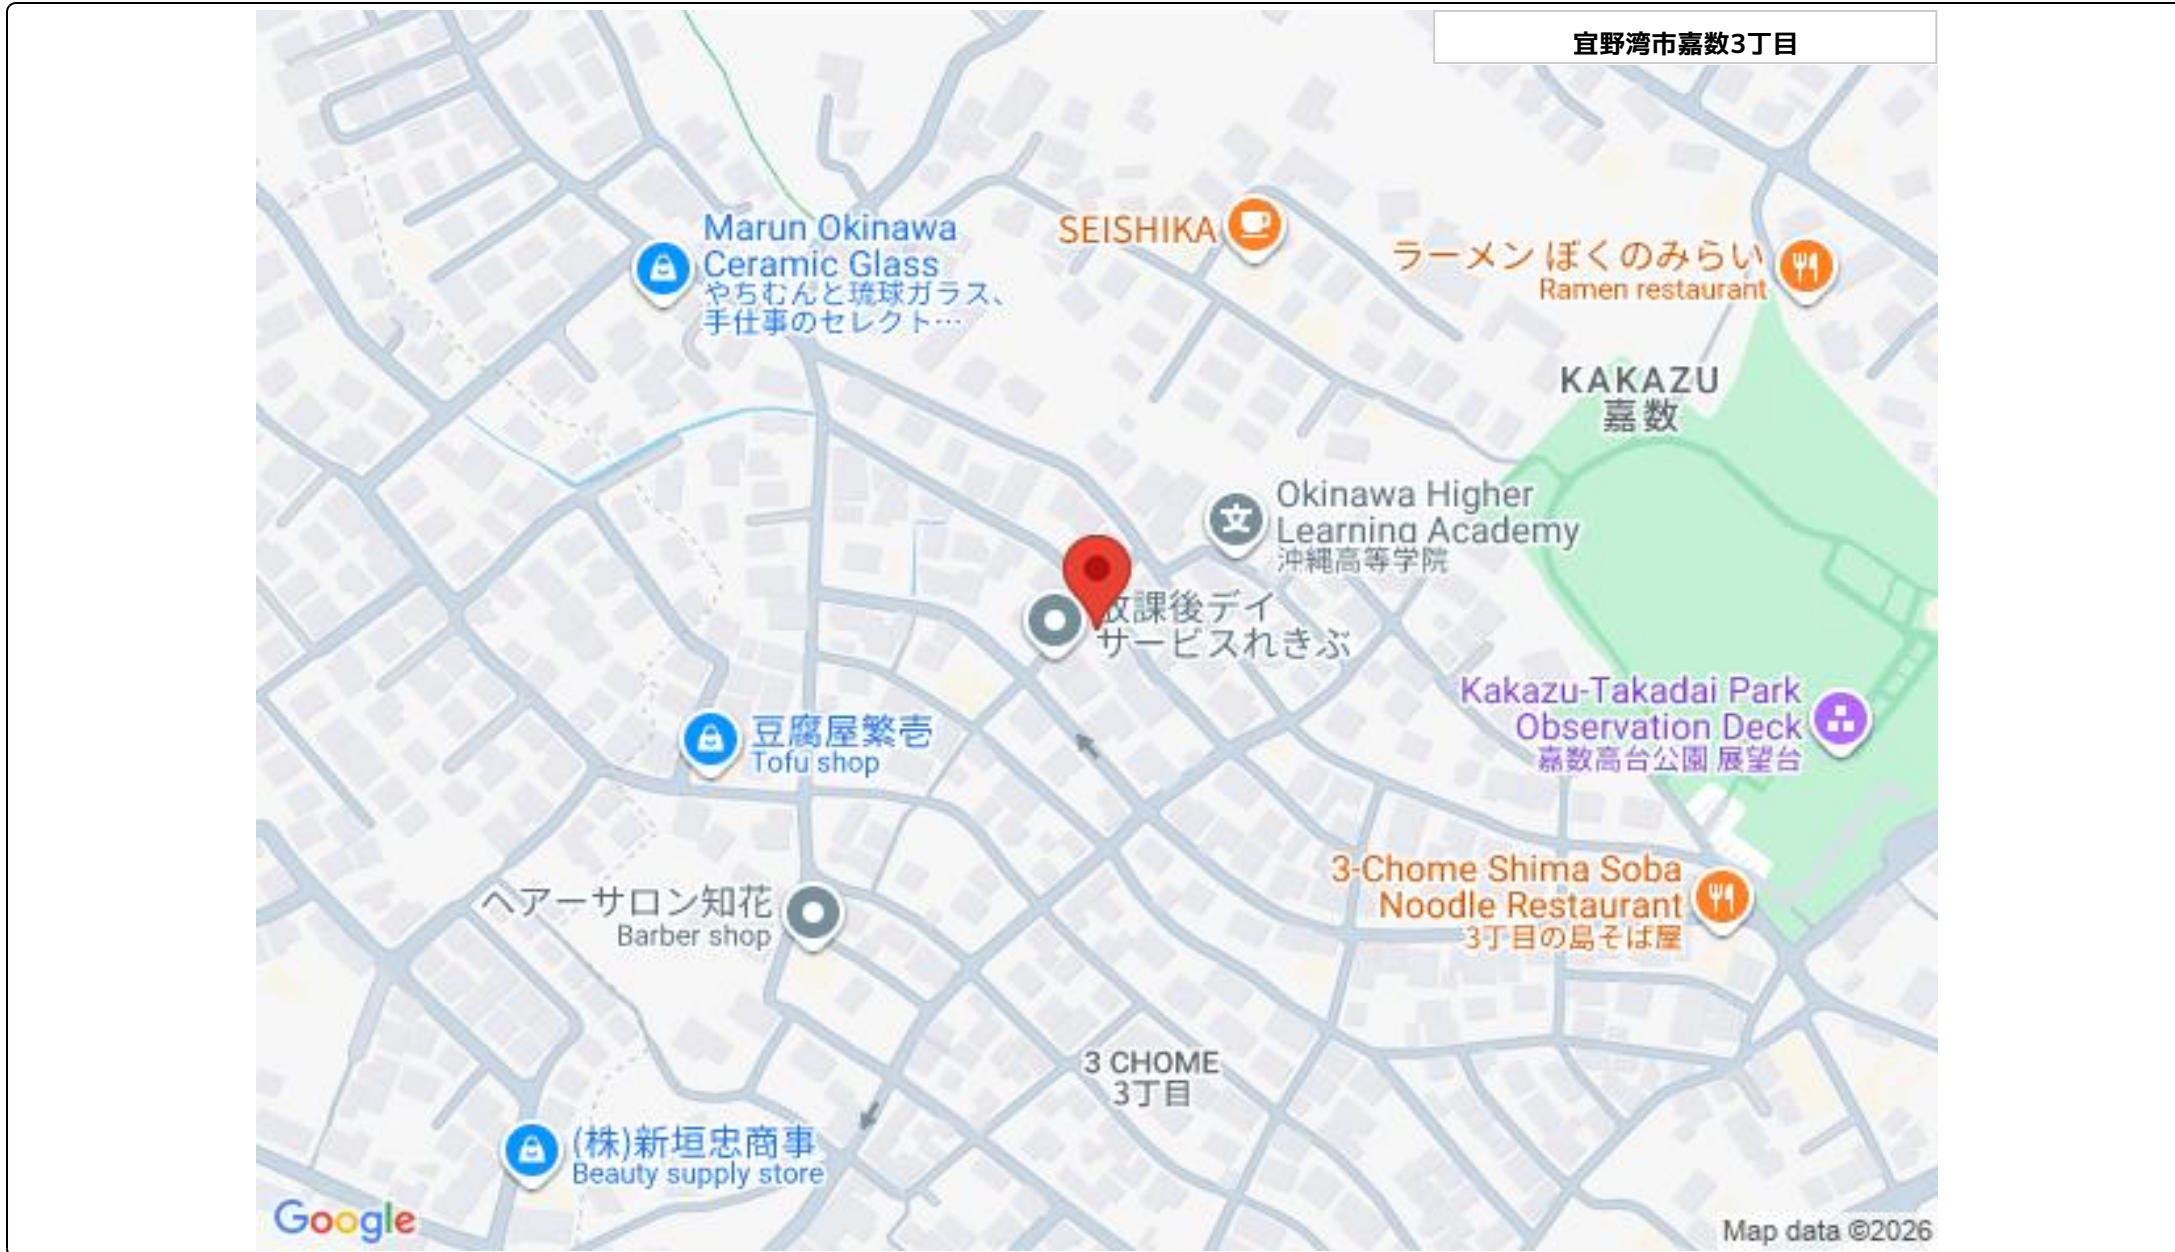 宜野湾市嘉数3丁目
Marun Okinawa
Ceramic Glass
やちむんと琉球ガラス、
手仕事のセレクト…
SEISHIKA
ラーメン ぼくのみらい
Ramen restaurant
KAKAZU
嘉数
Okinawa Higher
Learning Academy
沖縄高等学院
放課後デイ
サービスれきぶ
Kakazu-Takadai Park
Observation Deck
嘉数高台公園 展望台
豆腐屋繁壱
Tofu shop
3-Chome Shima Soba
Noodle Restaurant
3丁目の島そば屋
ヘアーサロン知花
Barber shop
3 CHOME
3丁目
(株)新垣忠商事
Beauty supply store
Google
Map data ©2026